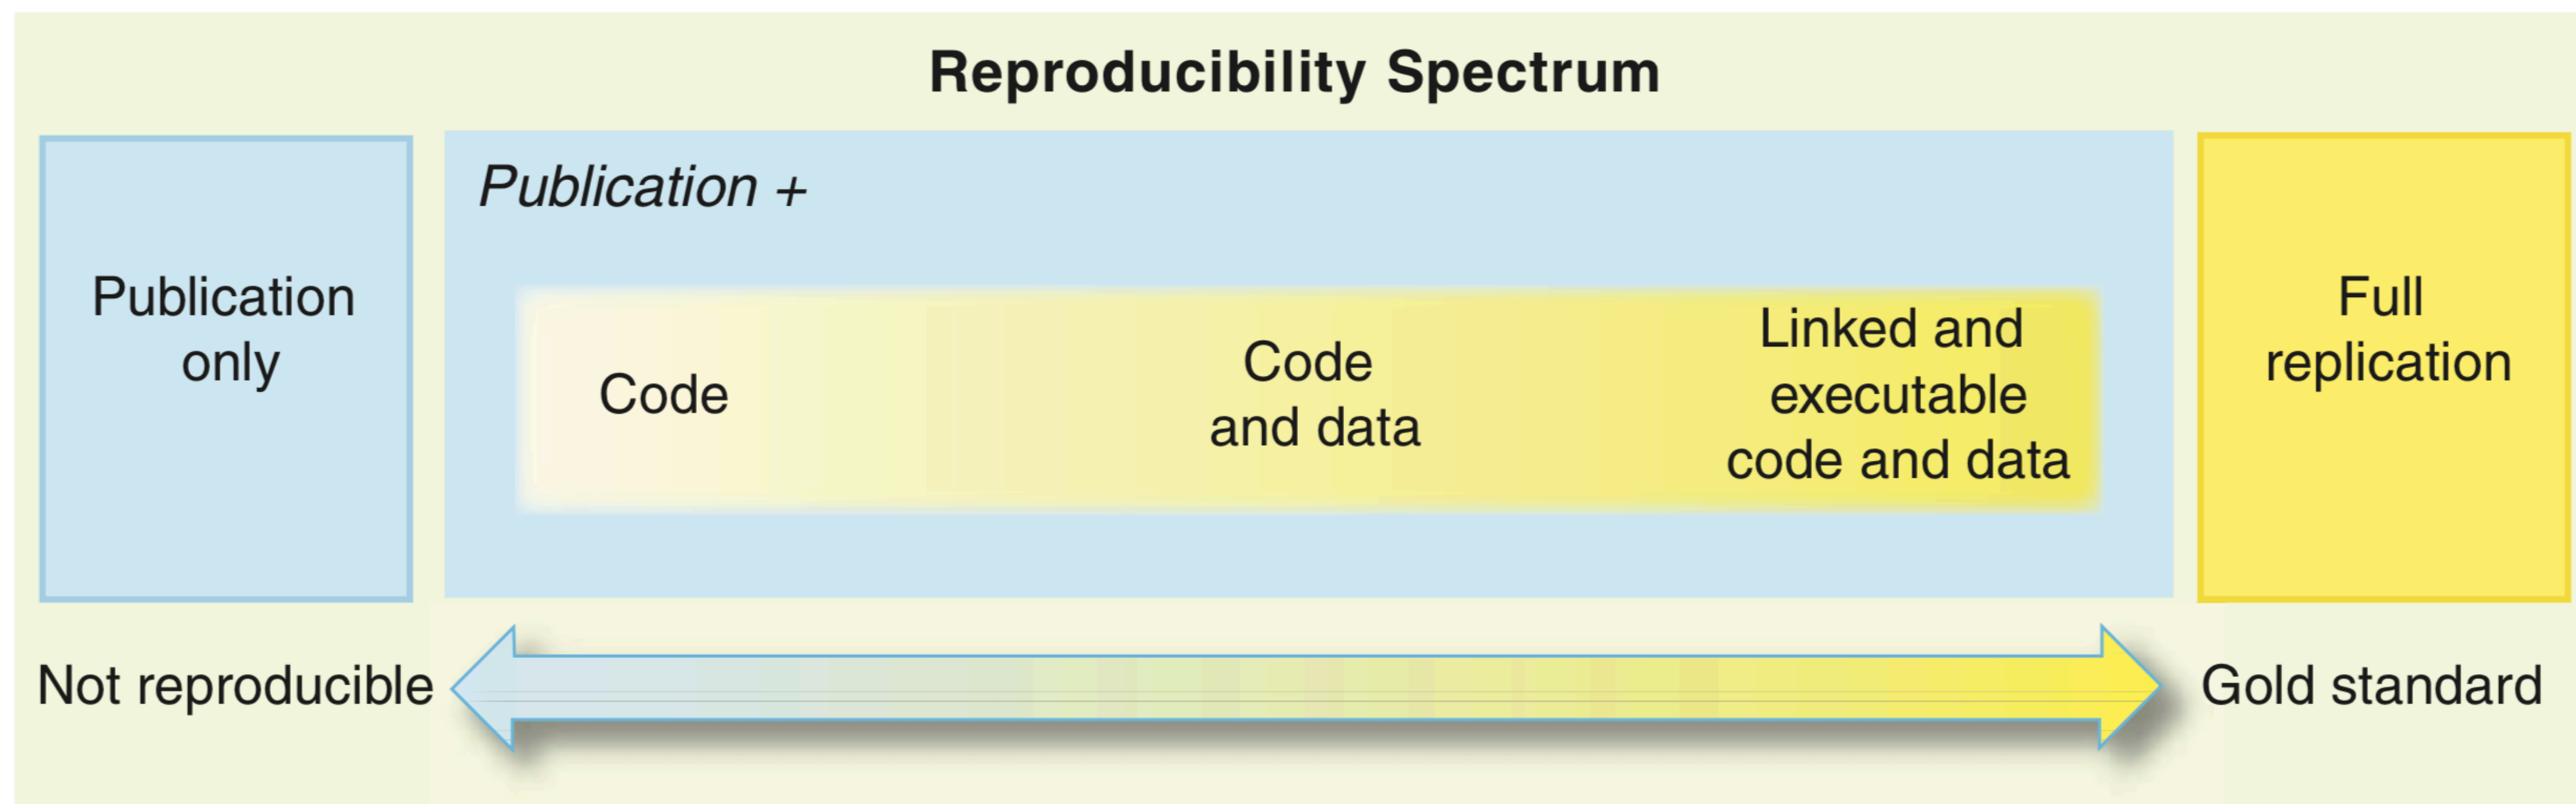 Reproducibility Spectrum
Publication
only
Publication +
Code
Code
and data
Linked and
executable
code and data
Full
replication
Not reproducible
Gold standard